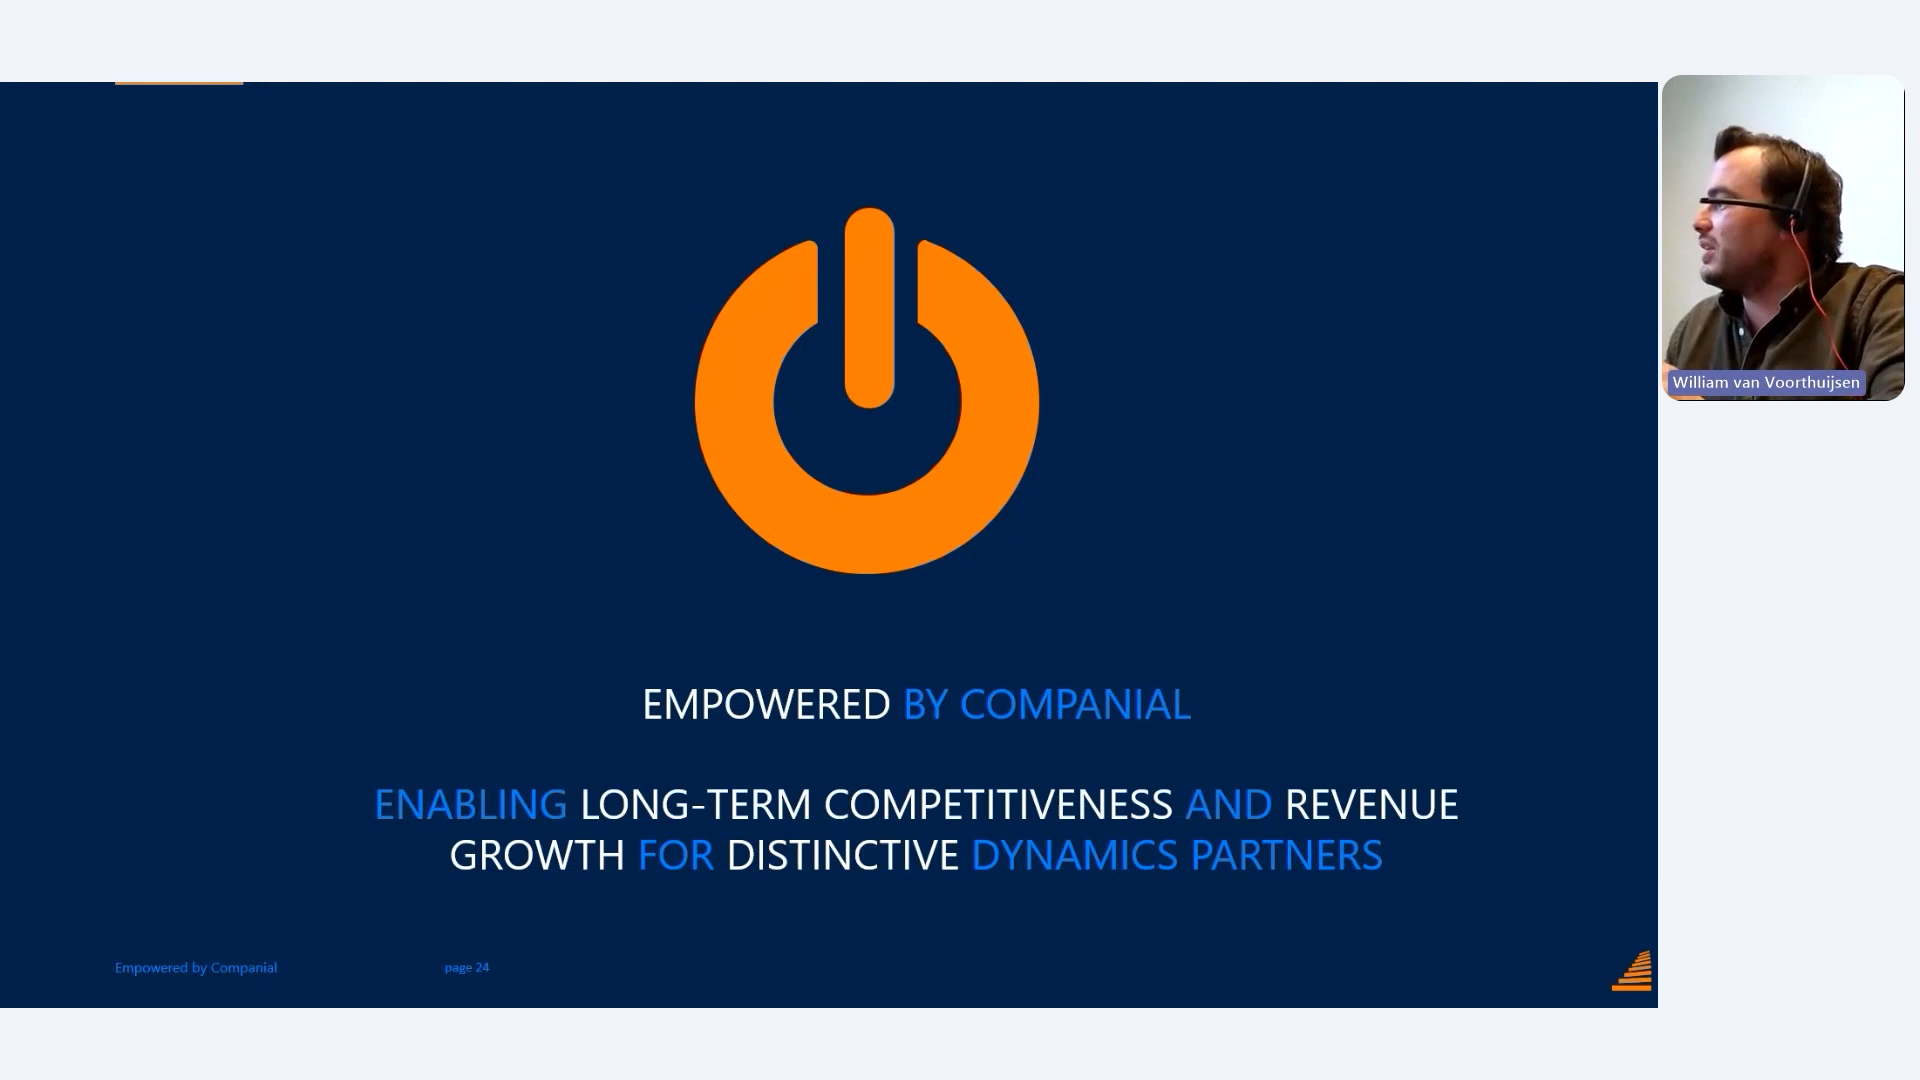 William van Voorthuijsen
EMPOWERED BY COMPANIAL
ENABLING LONG-TERM COMPETITIVENESS AND REVENUE
GROWTH FOR DISTINCTIVE DYNAMICS PARTNERS
Empowered by Companial
page 24